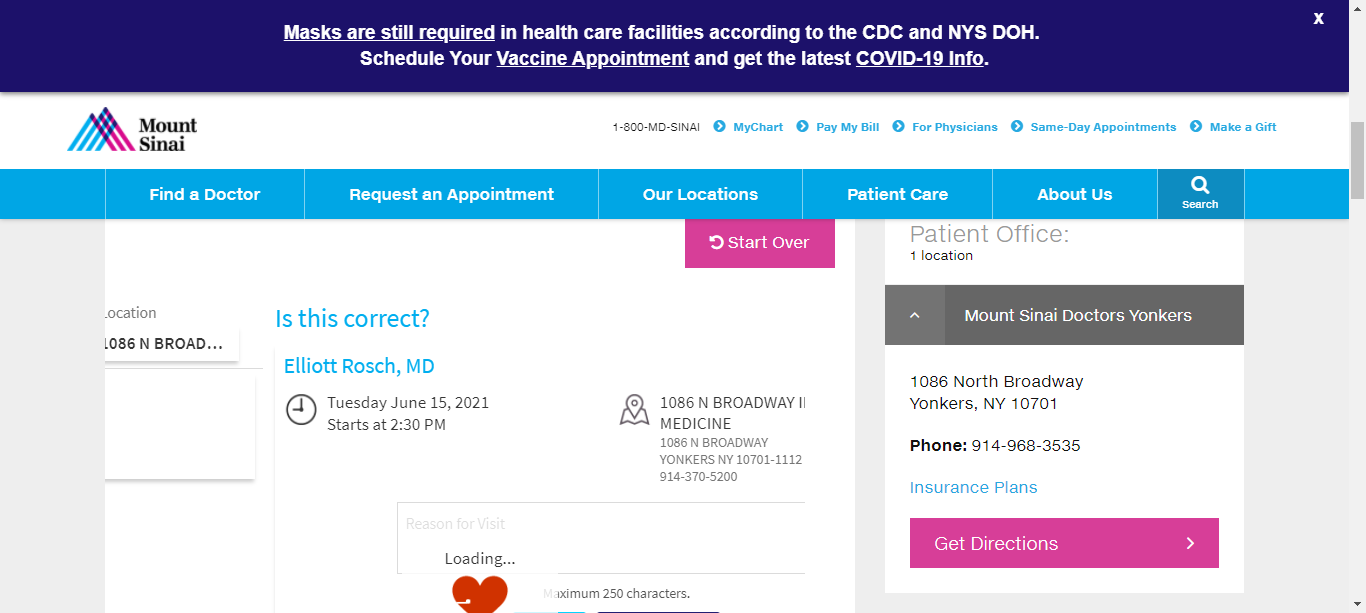 Masks are still required in health care facilities according to the CDC and NYS DOH.
X
Schedule Your Vaccine Appointment and get the latest COVID-19 Info.
Mount
Sinai
1-800-MD-SINAI MyChart Pay My Bill For Physicians Same-Day Appointments Make a Gift
Find a Doctor Request an Appointment Our Locations Patient Care About Us Search
Start Over
Location
1086 N BROAD...
Is this correct?
Elliott Rosch, MD
Tuesday June 15, 2021
Starts at 2:30 PM
1086 N BROADWAY
MEDICINE
1086 N BROADWAY
YONKERS NY 10701-1112
914-370-5200
Reason for Visit
Loading...
Maximum 250 characters.
Patient Office:
1 location
Mount Sinai Doctors Yonkers
1086 North Broadway
Yonkers, NY 10701
Phone: 914-968-3535
Insurance Plans
Get Directions